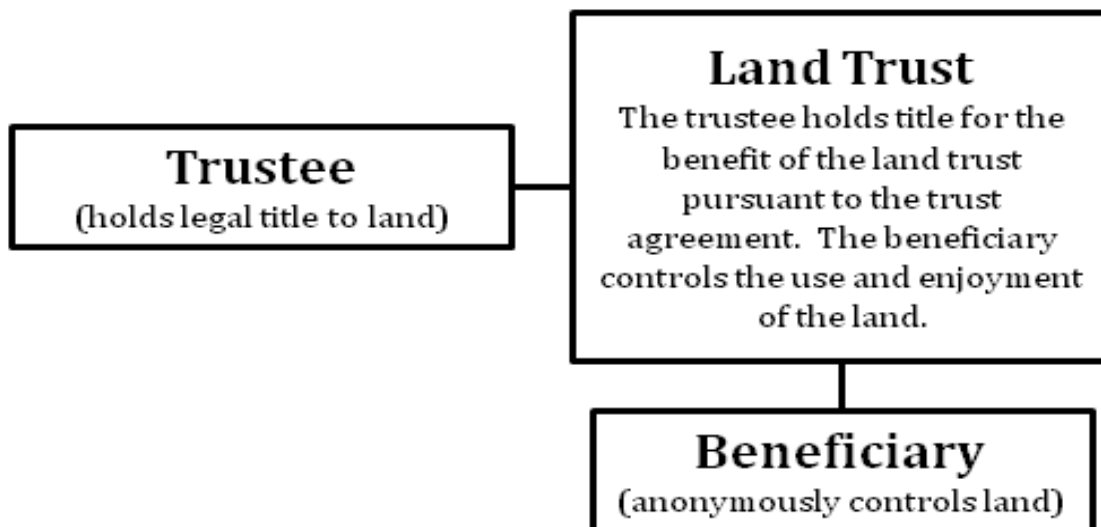 Trustee
(holds legal title to land)
Land Trust
The trustee holds title for the
benefit of the land trust
pursuant to the trust
agreement. The beneficiary
controls the use and enjoyment
of the land.
Beneficiary
(anonymously controls land)